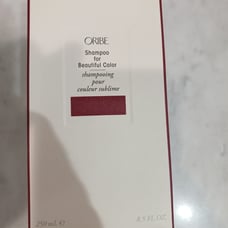 ORIBE
Shampoo
for
Beautiful Color
shampooing
pour
couleur sublime
250 mL ℮
8.5 FL.OZ.